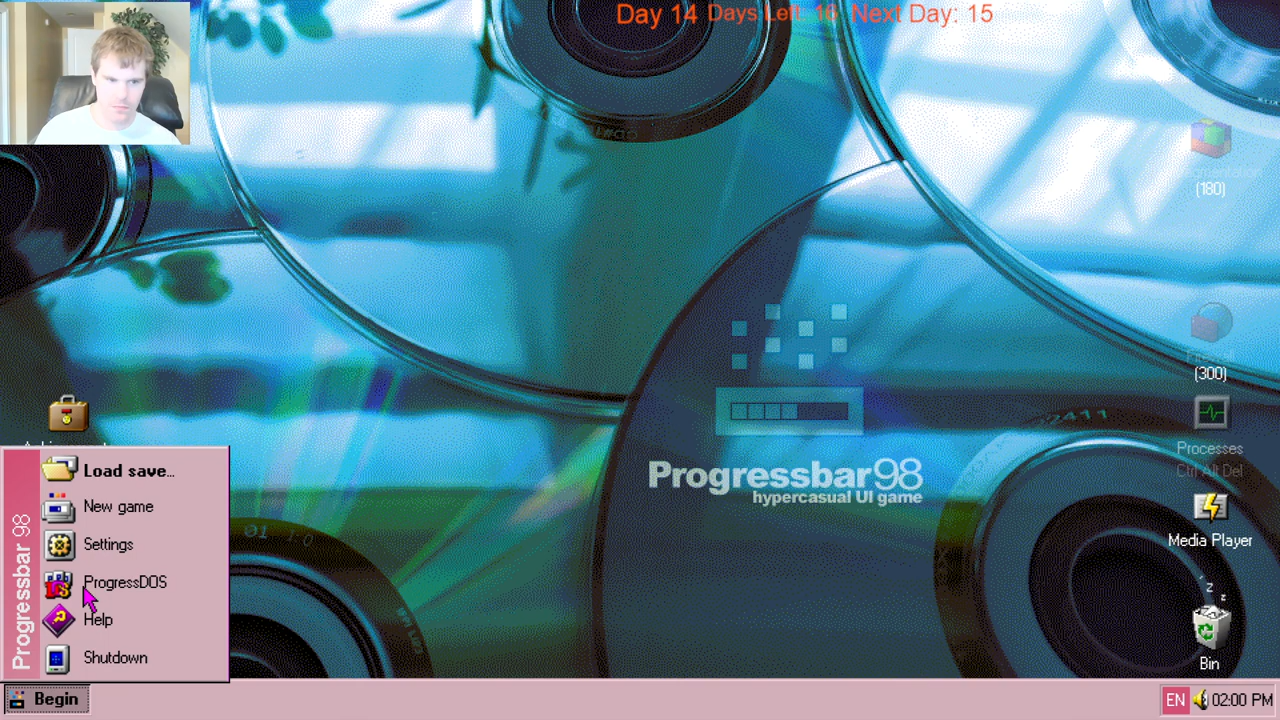 Day 14 Days Left: 16 Next Day: 15
(180)
(300)
Processes
Ctrl Alt Del
Media Player
Bin
Progressbar98
hypercasual UI game
Load save...
New game
Settings
ProgressDOS
Help
Shutdown
Progressbar 98
Begin
EN 02:00 PM